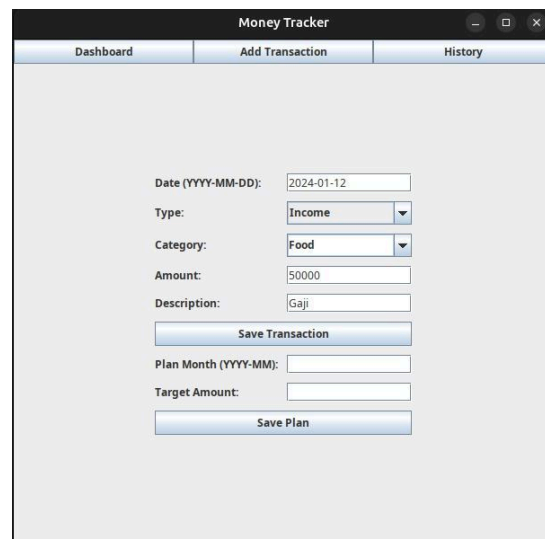 Money Tracker
Dashboard Add Transaction History
Date (YYYY-MM-DD): 2024-01-12
Type: Income
Category: Food
Amount: 50000
Description: Gaji
Save Transaction
Plan Month (YYYY-MM):
Target Amount:
Save Plan